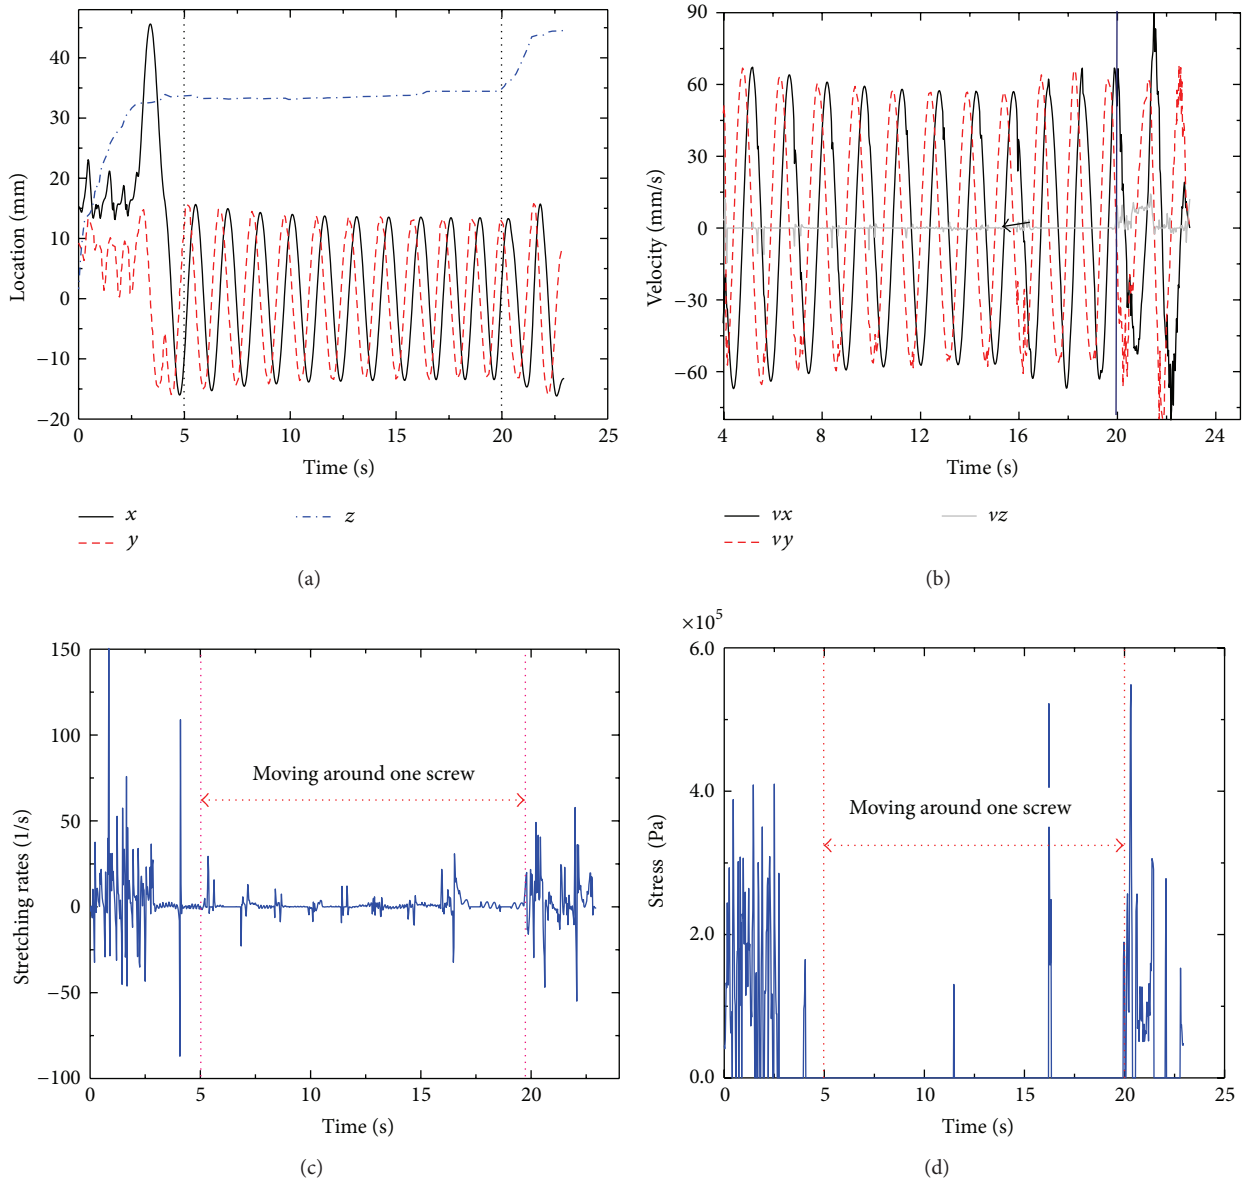 Location (mm)
40
30
20
10
0
−10
−20
0
5
10
15
20
25
Time (s)
x
y
z
(a)
Velocity (mm/s)
90
60
30
0
−30
−60
4
8
12
16
20
24
Time (s)
vx
vy
vz
(b)
Stretching rates (1/s)
150
100
50
0
−50
−100
Moving around one screw
0
5
10
15
20
Time (s)
(c)
×10⁵
Stress (Pa)
6.0
4.0
2.0
0.0
Moving around one screw
0
5
10
15
20
25
Time (s)
(d)